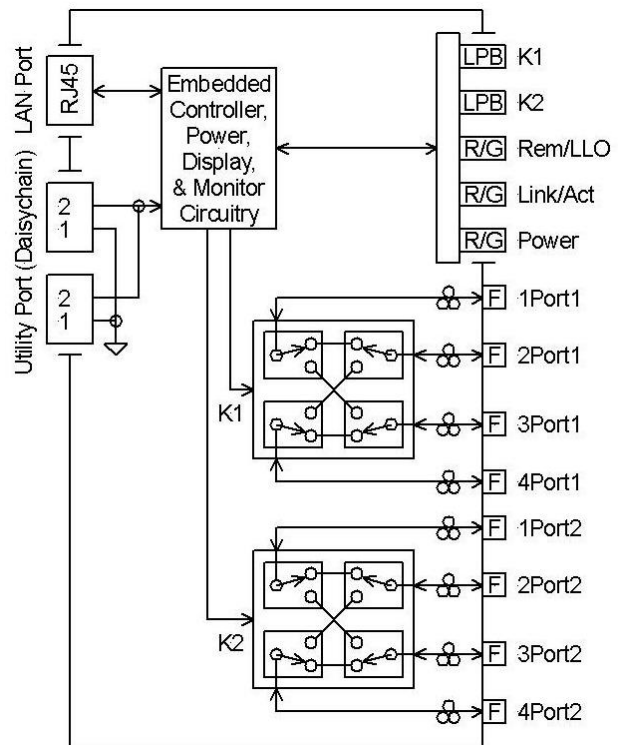 LAN Port
RJ45
Embedded
Controller,
Power,
Display,
& Monitor
Circuitry
LPB K1
LPB K2
R/G Rem/LLO
R/G Link/Act
R/G Power
Utility Port (Daisychain)
2
1
2
1
F 1Port1
F 2Port1
K1
F 3Port1
F 4Port1
F 1Port2
F 2Port2
K2
F 3Port2
F 4Port2